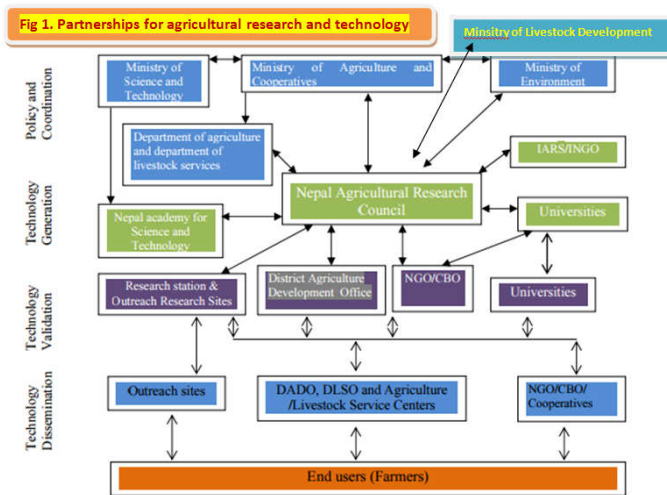 Fig 1. Partnerships for agricultural research and technology
Minsitry of Livestock Development
Policy and
Coordination
Ministry of
Science and
Technology
Ministry of Agriculture and
Cooperatives
Ministry of
Environment
Department of agriculture
and department of
livestock services
IARS/INGO
Technology
Generation
Nepal Agricultural Research
Council
Nepal academy for
Science and
Technology
Universities
Technology
Validation
Research station &
Outreach Research Sites
District Agriculture
Development Office
NGO/CBO
Universities
Technology
Dissemination
Outreach sites
DADO, DLSO and Agriculture
/Livestock Service Centers
NGO/CBO/
Cooperatives
End users (Farmers)